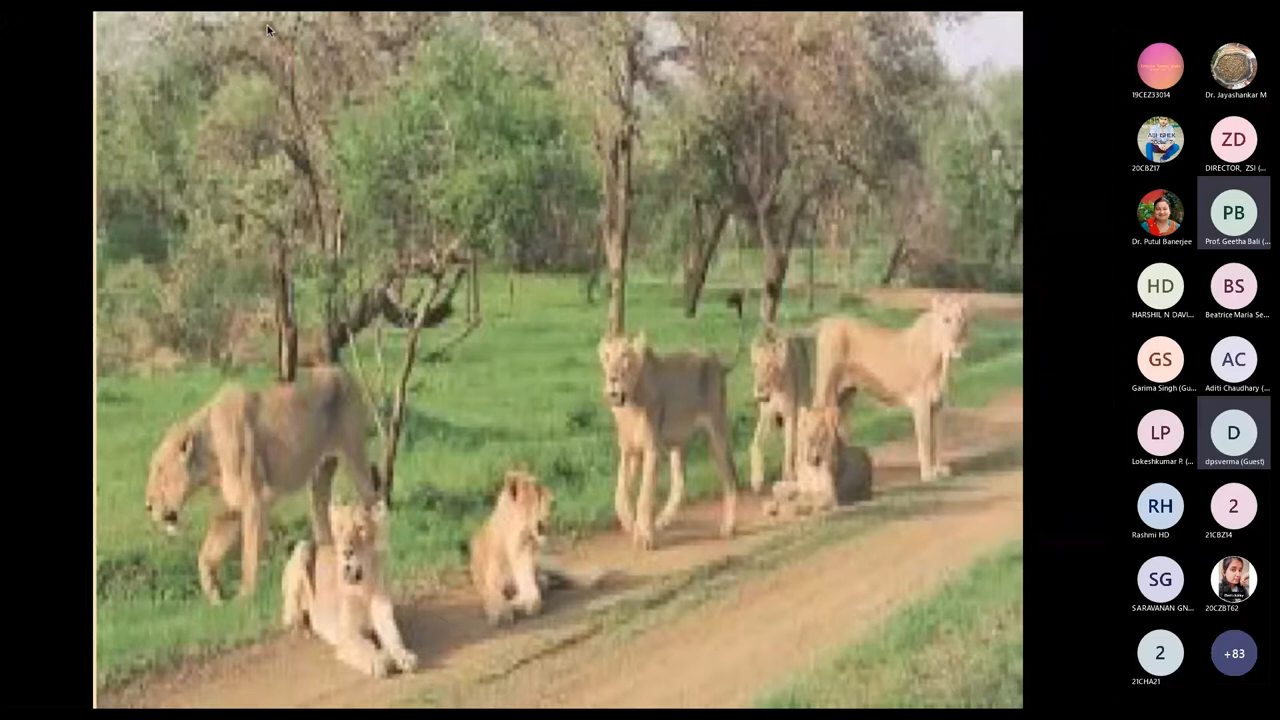 19CEZ33014
Dr. Jayashankar M
ABHISHEK
20CBZ17
ZD
DIRECTOR, ZSI (...
Dr. Putul Banerjee
PB
Prof. Geetha Bali (...
HD
HARSHIL N DAVI...
BS
Beatrice Maria Se...
GS
Garima Singh (Gu...
AC
Aditi Chaudhary (...
LP
Lokeshkumar P. (...
D
dpsverma (Guest)
RH
Rashmi HD
2
21CBZ14
SG
SARAVANAN GN...
20CZBT62
2
21CHA21
+83